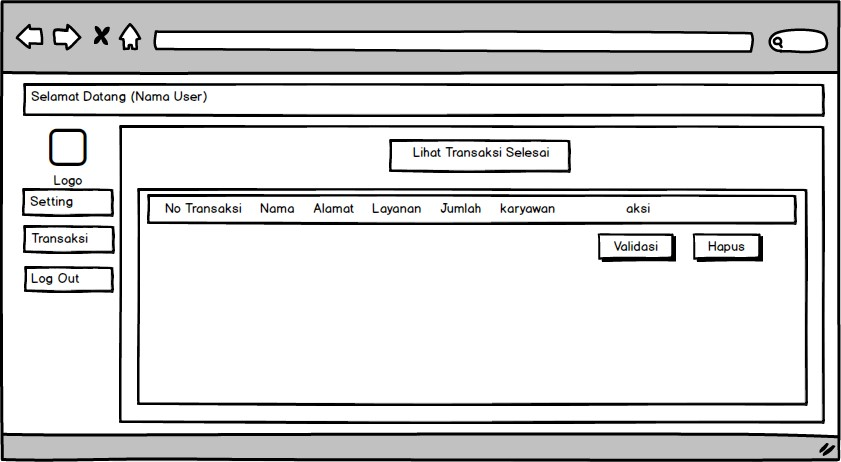 Selamat Datang (Nama User)
Logo
Setting
Transaksi
Log Out
Lihat Transaksi Selesai
No Transaksi Nama Alamat Layanan Jumlah karyawan aksi
Validasi Hapus